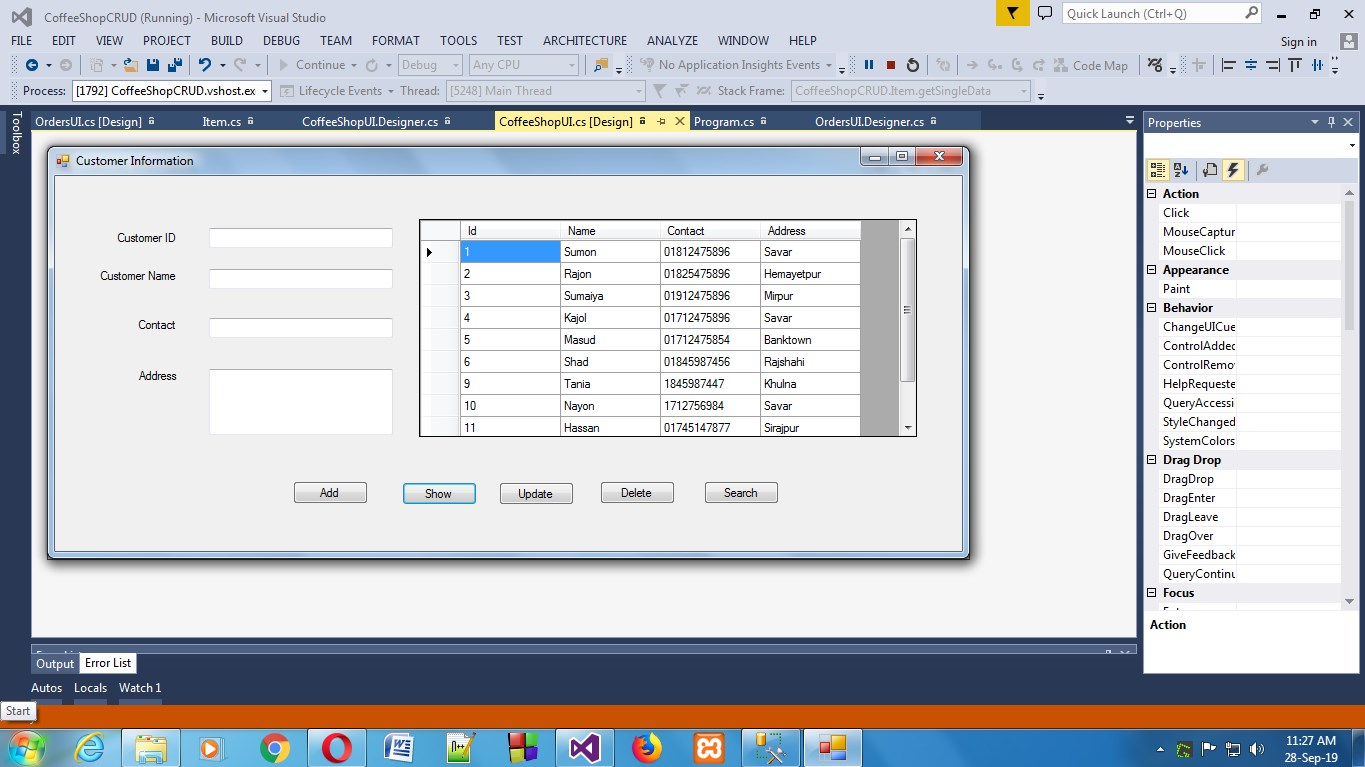 CoffeeShopCRUD (Running) - Microsoft Visual Studio
Quick Launch (Ctrl+Q)
FILE EDIT VIEW PROJECT BUILD DEBUG TEAM FORMAT TOOLS TEST ARCHITECTURE ANALYZE WINDOW HELP
Sign in
Continue Debug Any CPU No Application Insights Events Code Map
Process: [1792] CoffeeShopCRUD.vshost.ex Lifecycle Events Thread: [5248] Main Thread Stack Frame: CoffeeShopCRUD.Item.getSingleData
Toolbox
OrdersUI.cs [Design] Item.cs CoffeeShopUI.Designer.cs CoffeeShopUI.cs [Design] Program.cs OrdersUI.Designer.cs
Customer Information
Customer ID
Customer Name
Contact
Address
Id Name Contact Address
1 Sumon 01812475896 Savar
2 Rajon 01825475896 Hemayetpur
3 Sumaiya 01912475896 Mirpur
4 Kajol 01712475896 Savar
5 Masud 01712475854 Banktown
6 Shad 01845987456 Rajshahi
9 Tania 1845987447 Khulna
10 Nayon 1712756984 Savar
11 Hassan 01745147877 Sirajpur
Add Show Update Delete Search
Properties
Action
Click
MouseCaptur
MouseClick
Appearance
Paint
Behavior
ChangeUICue
ControlAdded
ControlRemo
HelpRequeste
QueryAccessi
StyleChanged
SystemColors
Drag Drop
DragDrop
DragEnter
DragLeave
DragOver
GiveFeedback
QueryContinu
Focus
Action
Output Error List
Autos Locals Watch 1
Start
11:27 AM
28-Sep-19